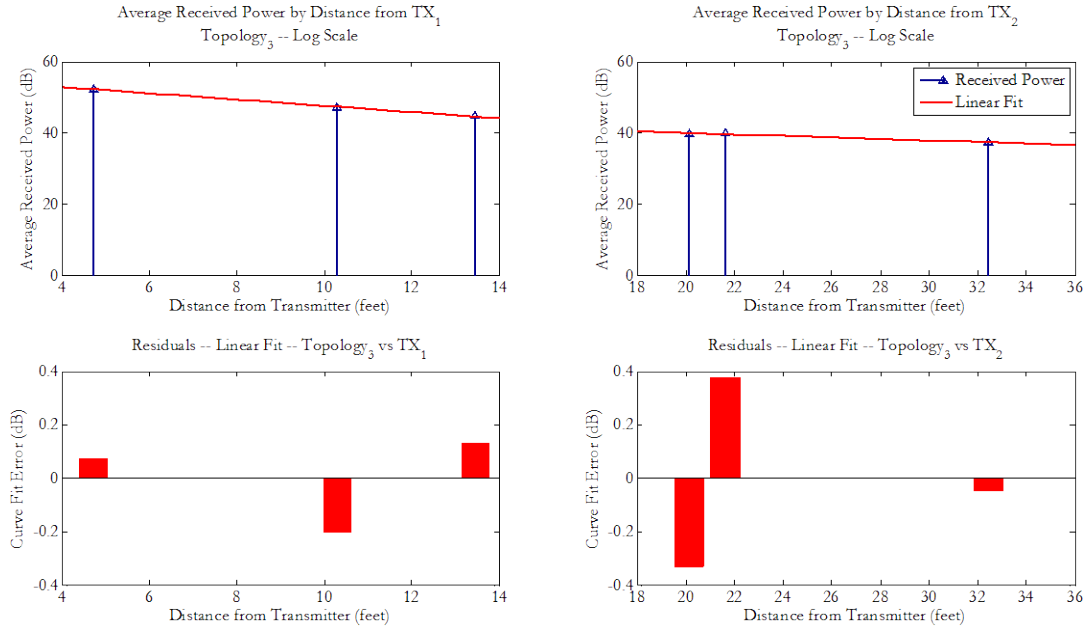 Average Received Power by Distance from TX1
Topology3 -- Log Scale
60
40
20
0
Average Received Power (dB)
4 6 8 10 12 14
Distance from Transmitter (feet)
Average Received Power by Distance from TX2
Topology3 -- Log Scale
60
40
20
0
Average Received Power (dB)
Received Power
Linear Fit
18 20 22 24 26 28 30 32 34 36
Distance from Transmitter (feet)
Residuals -- Linear Fit -- Topology3 vs TX1
0.4
0.2
0
-0.2
-0.4
Curve Fit Error (dB)
4 6 8 10 12 14
Distance from Transmitter (feet)
Residuals -- Linear Fit -- Topology3 vs TX2
0.4
0.2
0
-0.2
-0.4
Curve Fit Error (dB)
18 20 22 24 26 28 30 32 34 36
Distance from Transmitter (feet)